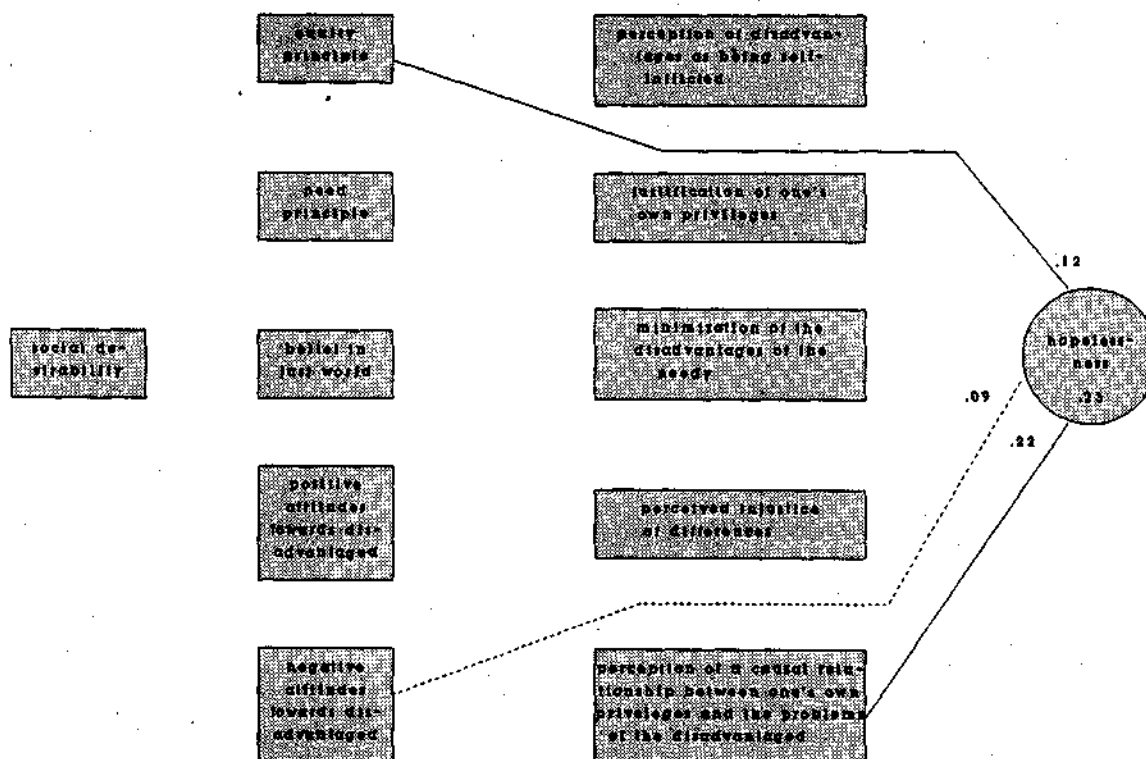 equity
principle
perception of disadvan-
tages as being self-
inflicted
need
principle
justification of one's
own privileges
.12
social de-
sirability
belief in
just world
minimization of the
disadvantages of the
needy
hopeless-
ness
.09
.23
.22
positive
attitudes
towards dis-
advantaged
perceived injustice
of differences
negative
attitudes
towards dis-
advantaged
perception of a causal rela-
tionship between one's own
priveleges and the problems
of the disadvantaged